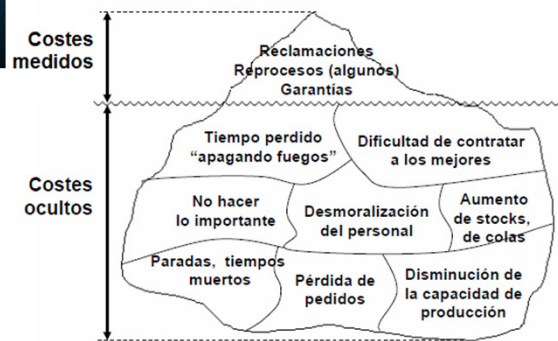 Costes
medidos
Reclamaciones
Reprocesos (algunos)
Garantías
Costes
ocultos
Tiempo perdido
“apagando fuegos”
Dificultad de contratar
a los mejores
No hacer
lo importante
Desmoralización
del personal
Aumento
de stocks,
de colas
Paradas, tiempos
muertos
Pérdida de
pedidos
Disminución de
la capacidad de
producción